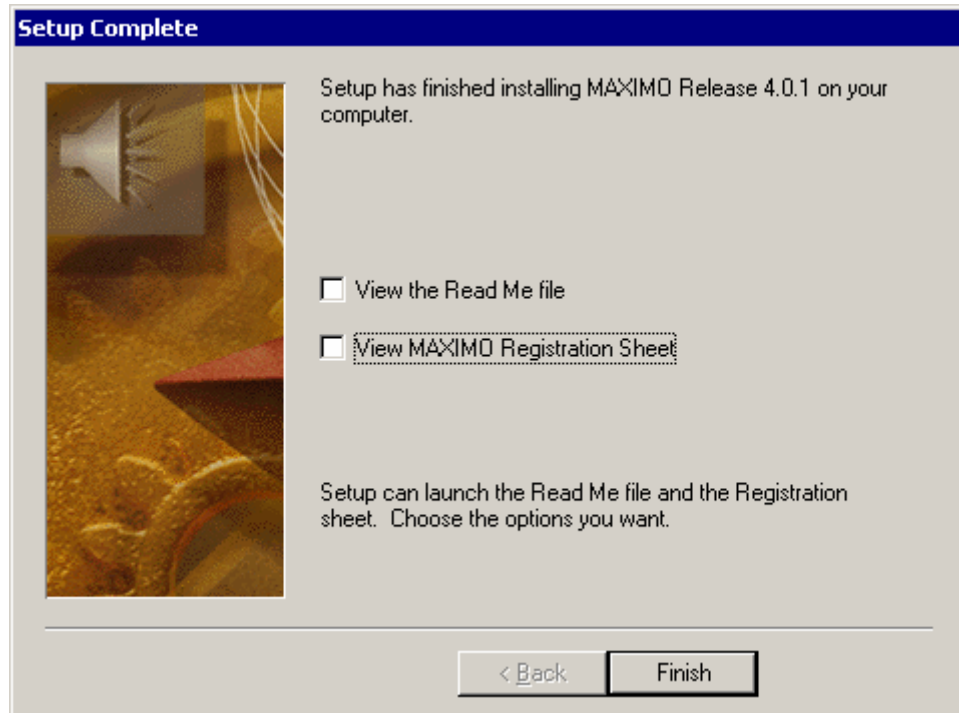 Setup Complete
Setup has finished installing MAXIMO Release 4.0.1 on your
computer.
View the Read Me file
View MAXIMO Registration Sheet
Setup can launch the Read Me file and the Registration
sheet.  Choose the options you want.
< Back
Finish